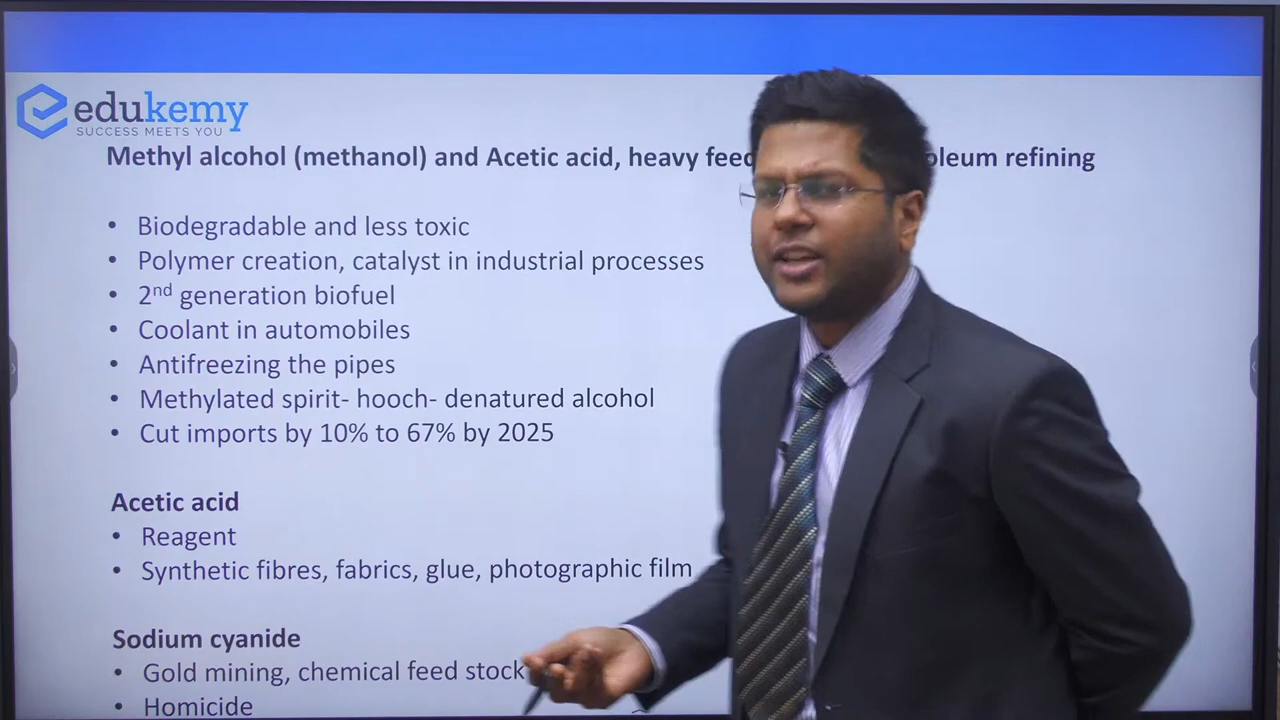 edukemy
SUCCESS MEETS YOU
Methyl alcohol (methanol) and Acetic acid, heavy refining
• Biodegradable and less toxic
• Polymer creation, catalyst in industrial processes
• 2nd generation biofuel
• Coolant in automobiles
• Antifreezing the pipes
• Methylated spirit- hooch- denatured alcohol
• Cut imports by 10% to 67% by 2025
Acetic acid
• Reagent
• Synthetic fibres, fabrics, glue, photographic film
Sodium cyanide
• Gold mining, chemical feed stock
• Homicide